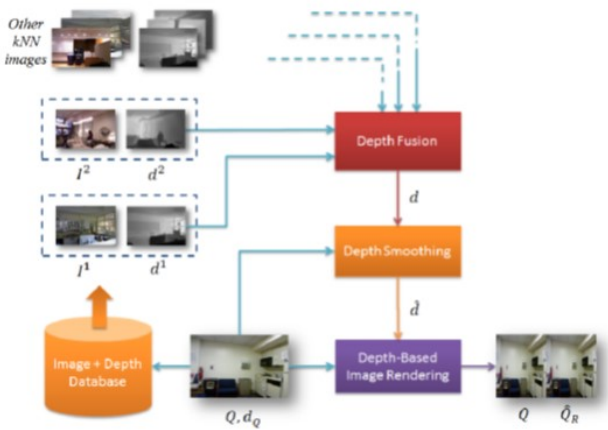 Other
kNN
images
Depth Fusion
I² d²
d
Depth Smoothing
I¹ d¹
d̂
Image + Depth
Database
Depth-Based
Image Rendering
Q, d_Q
Q Q̂_R